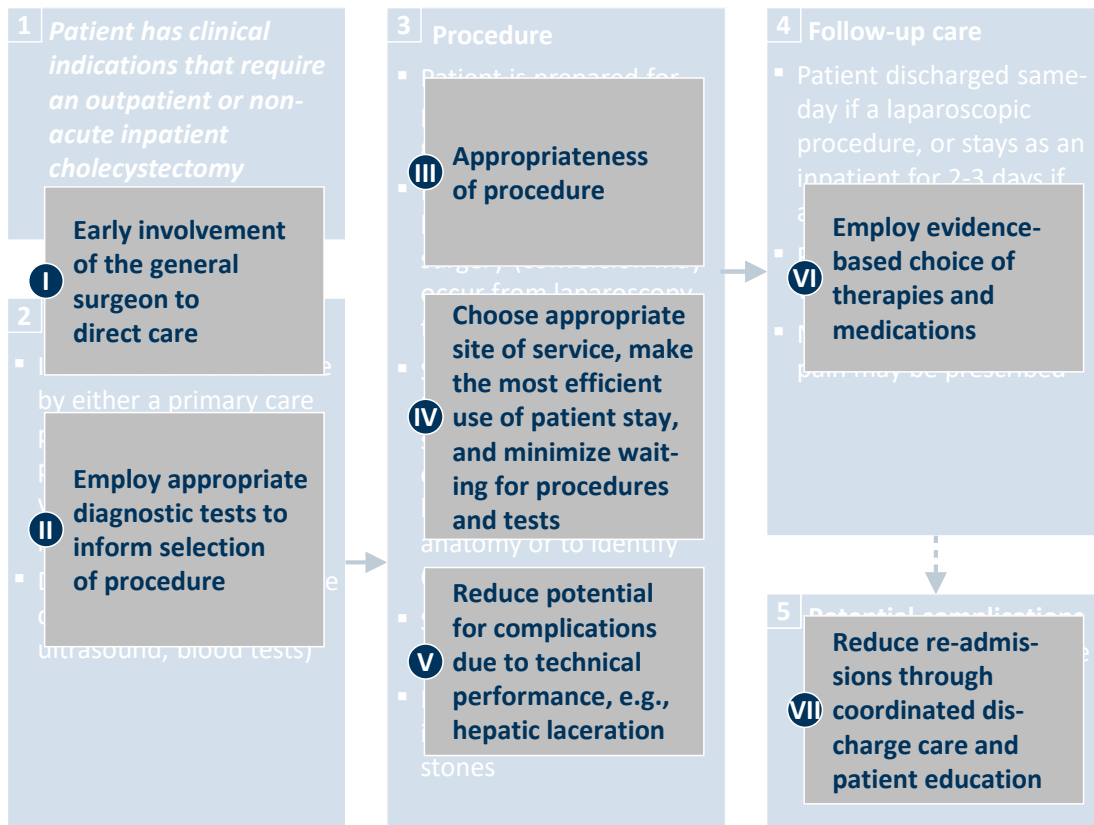 1
Patient has clinical
indications that require
an outpatient or non-
acute inpatient
cholecystectomy
I
Early involvement
of the general
surgeon to
direct care
2
by either a primary care
II
Employ appropriate
diagnostic tests to
inform selection
of procedure
ultrasound, blood tests)
3
Procedure
Patient is prepared for
III
Appropriateness
of procedure
surgery (conversion may
occur from laparoscopy
IV
Choose appropriate
site of service, make
the most efficient
use of patient stay,
and minimize wait-
ing for procedures
and tests
anatomy or to identify
V
Reduce potential
for complications
due to technical
performance, e.g.,
hepatic laceration
stones
4
Follow-up care
Patient discharged same-
day if a laparoscopic
procedure, or stays as an
inpatient for 2-3 days if
VI
Employ evidence-
based choice of
therapies and
medications
pain may be prescribed
5
Potential complications
VII
Reduce re-admis-
sions through
coordinated dis-
charge care and
patient education